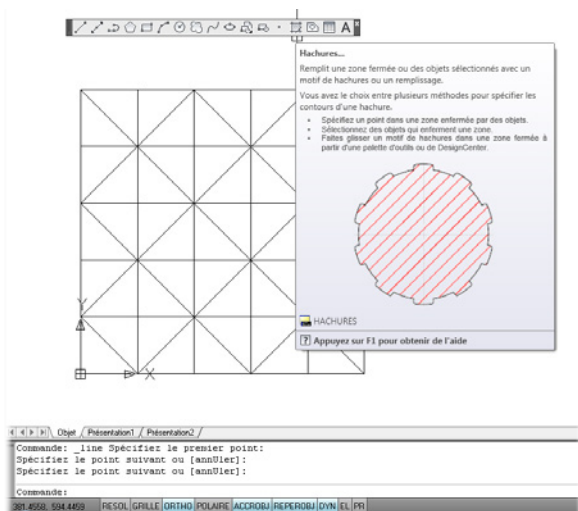 A
Hachures...
Remplit une zone fermée ou des objets sélectionnés avec un
motif de hachures ou un remplissage.
Vous avez le choix entre plusieurs méthodes pour spécifier les
contours d'une hachure.
• Spécifiez un point dans une zone enfermée par des objets.
• Sélectionnez des objets qui enferment une zone.
• Faites glisser un motif de hachures dans une zone fermée à
partir d'une palette d'outils ou de DesignCenter.
HACHURES
? Appuyez sur F1 pour obtenir de l'aide
Y
X
Objet / Présentation1 / Présentation2 /
Commande: _line Spécifiez le premier point:
Spécifiez le point suivant ou [annUler]:
Spécifiez le point suivant ou [annUler]:
Commande:
381.4558, 594.4459 RESOL GRILLE ORTHO POLAIRE ACCROBJ REPEROBJ DYN EL PR